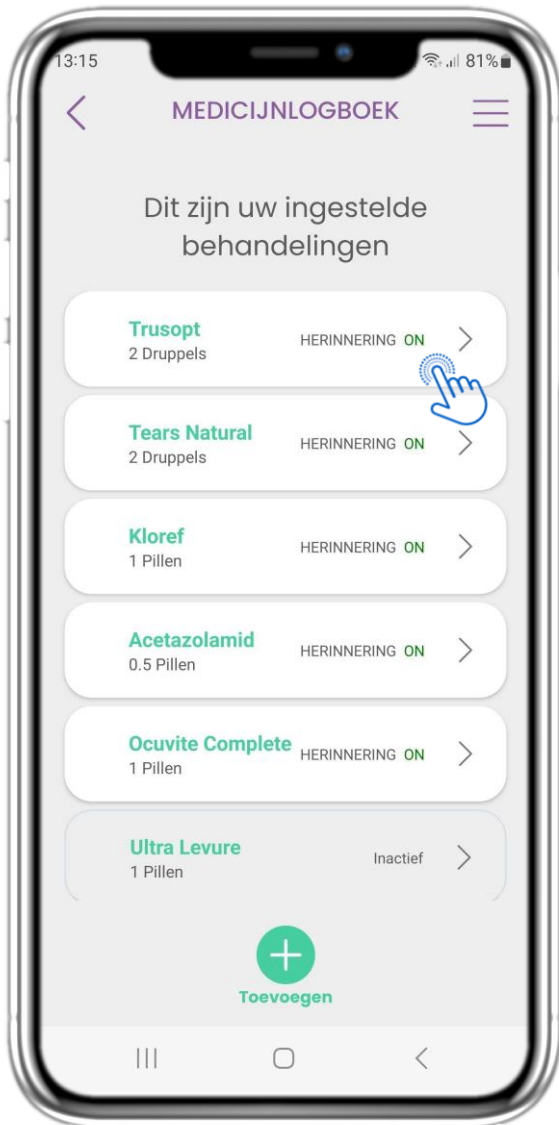 13:15 81%
MEDICIJNLOGBOEK
Dit zijn uw ingestelde
behandelingen
Trusopt
2 Druppels
HERINNERING ON
Tears Natural
2 Druppels
HERINNERING ON
Kloref
1 Pillen
HERINNERING ON
Acetazolamid
0.5 Pillen
HERINNERING ON
Ocuvite Complete
1 Pillen
HERINNERING ON
Ultra Levure
1 Pillen
Inactief
Toevoegen